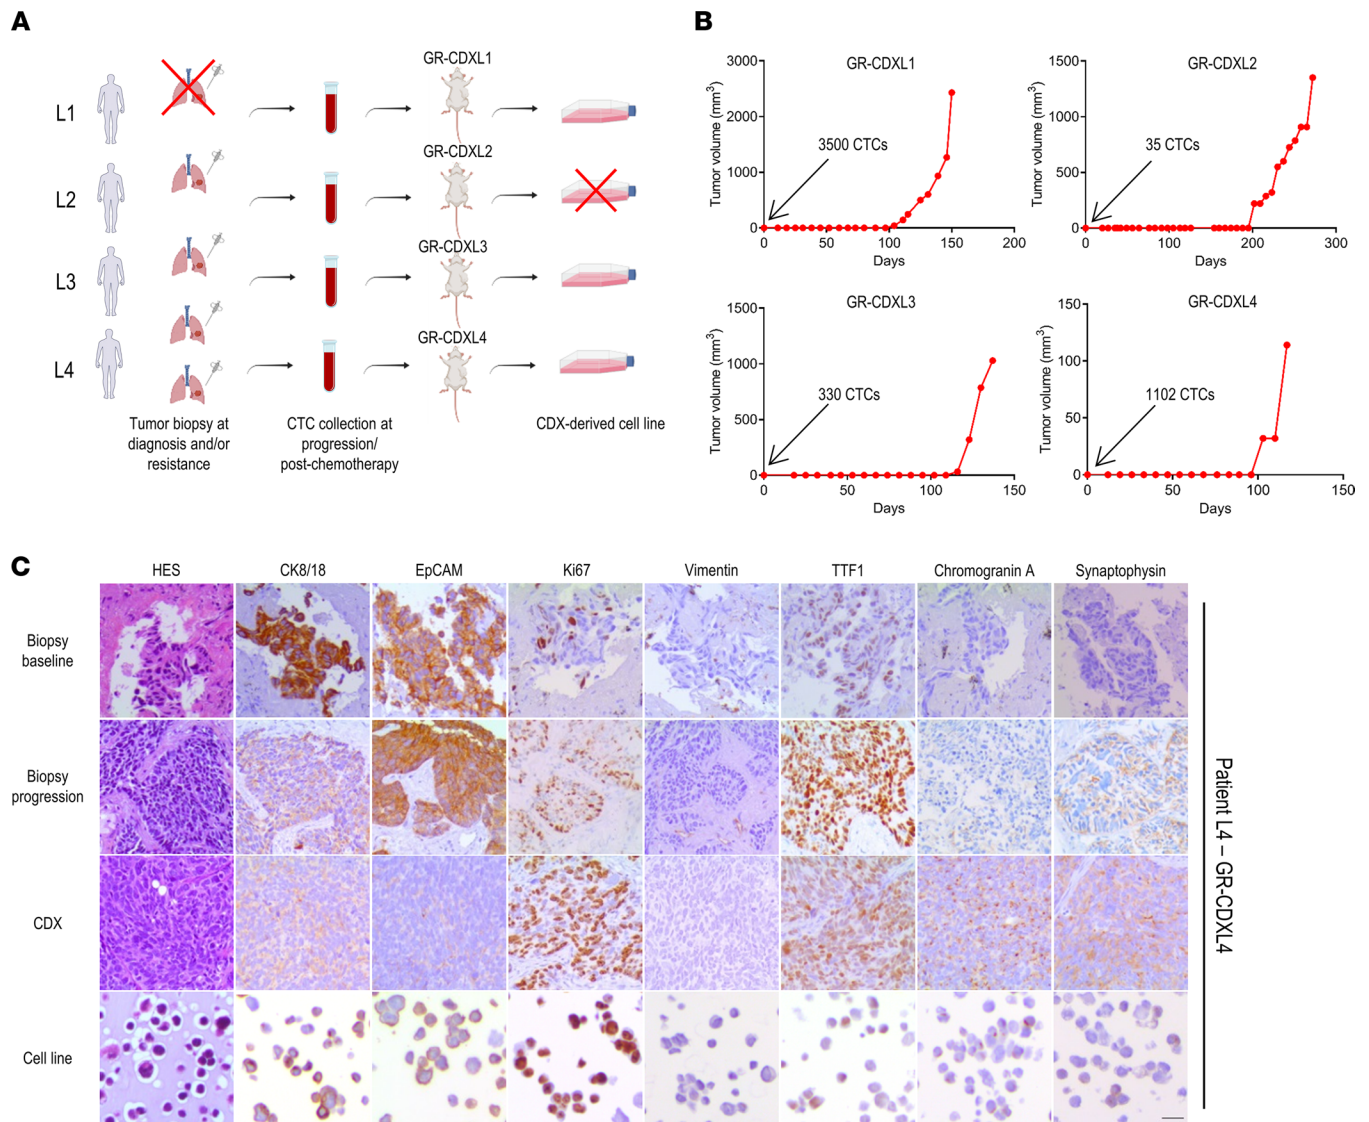 A
GR-CDXL1
L1
GR-CDXL2
L2
GR-CDXL3
L3
GR-CDXL4
L4
Tumor biopsy at
diagnosis and/or
resistance
CTC collection at
progression/
post-chemotherapy
CDX-derived cell line
B
GR-CDXL1
Tumor volume (mm³)
3000
2000
1000
0
3500 CTCs
0 50 100 150 200
Days
GR-CDXL2
Tumor volume (mm³)
1500
1000
500
0
35 CTCs
0 100 200 300
Days
GR-CDXL3
Tumor volume (mm³)
1500
1000
500
0
330 CTCs
0 50 100 150
Days
GR-CDXL4
Tumor volume (mm³)
150
100
50
0
1102 CTCs
0 50 100 150
Days
C
HES CK8/18 EpCAM Ki67 Vimentin TTF1 Chromogranin A Synaptophysin
Biopsy
baseline
Biopsy
progression
CDX
Cell line
Patient L4 – GR-CDXL4